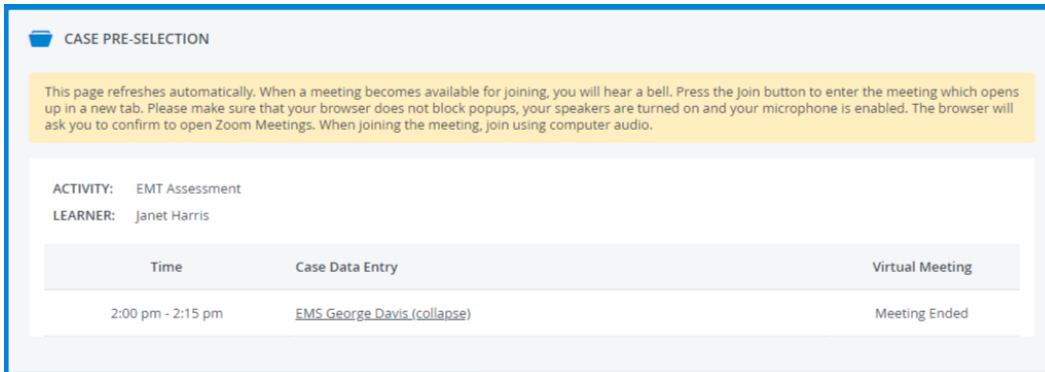 CASE PRE-SELECTION
This page refreshes automatically. When a meeting becomes available for joining, you will hear a bell. Press the Join button to enter the meeting which opens
up in a new tab. Please make sure that your browser does not block popups, your speakers are turned on and your microphone is enabled. The browser will
ask you to confirm to open Zoom Meetings. When joining the meeting, join using computer audio.
ACTIVITY: EMT Assessment
LEARNER: Janet Harris
Time Case Data Entry Virtual Meeting
2:00 pm - 2:15 pm EMS George Davis (collapse) Meeting Ended